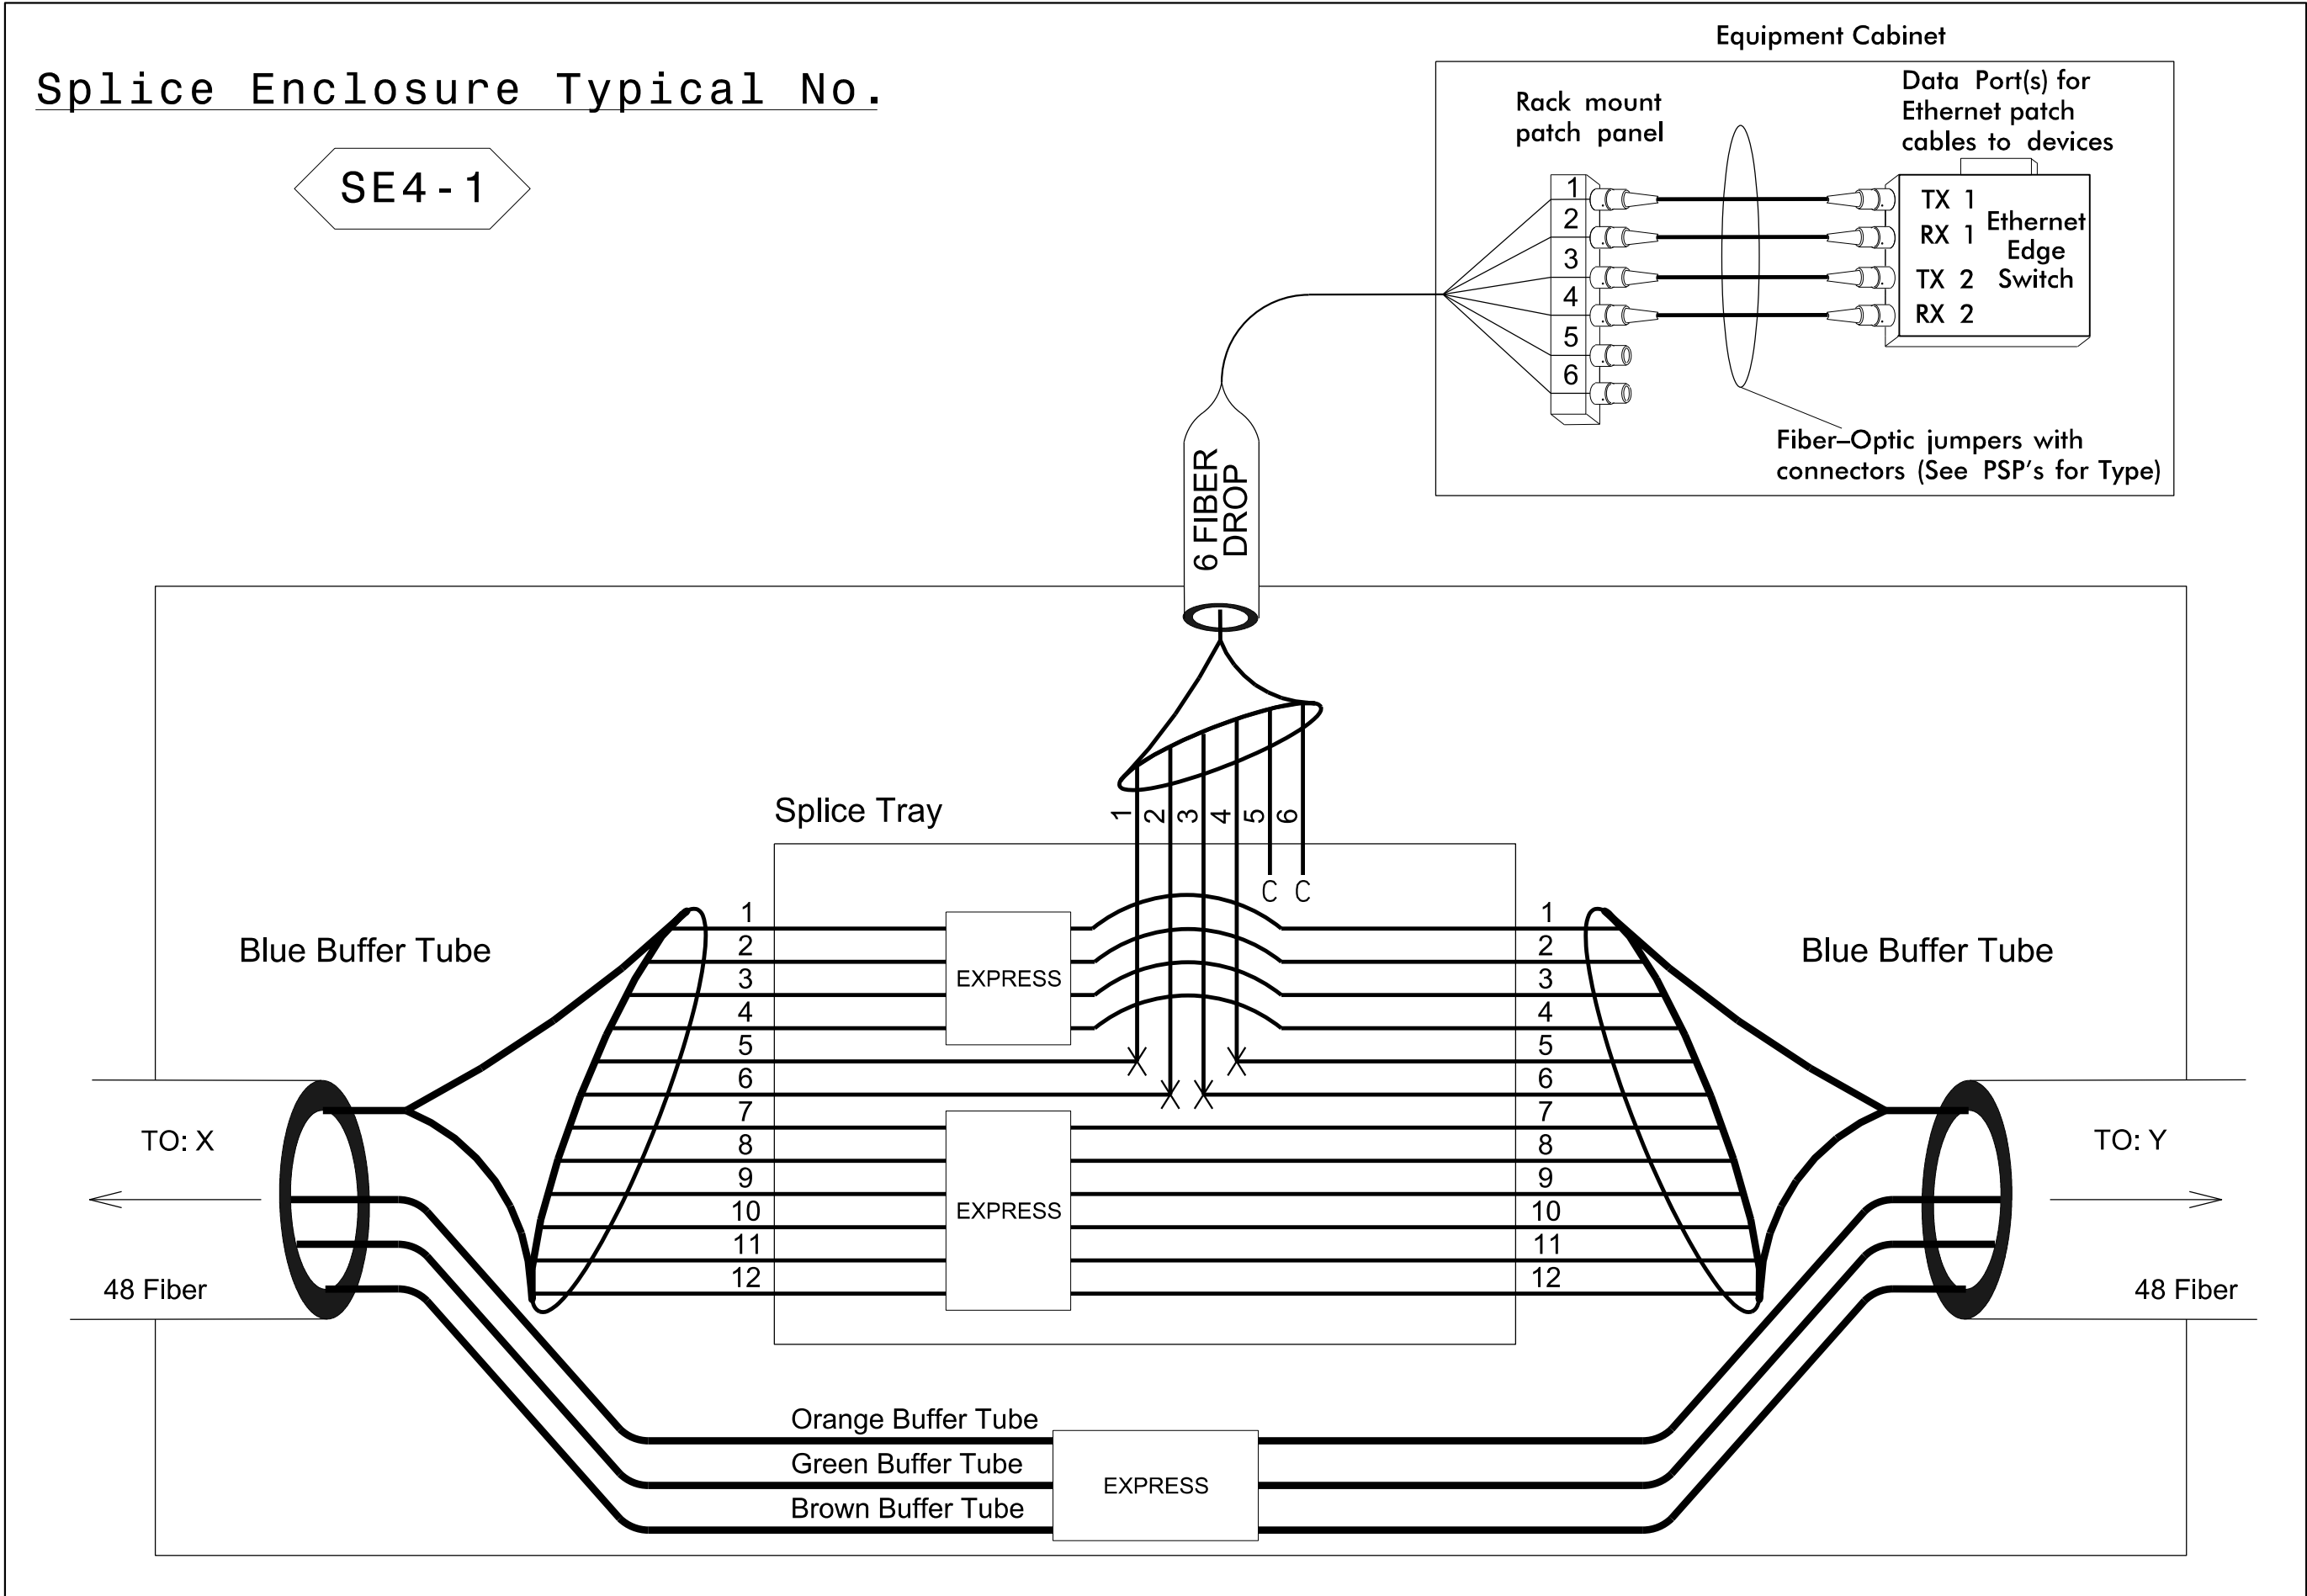 Splice Enclosure Typical No.
SE4-1
Equipment Cabinet
Rack mount
patch panel
Data Port(s) for
Ethernet patch
cables to devices
1
2
3
4
5
6
TX 1
RX 1
TX 2
RX 2
Ethernet
Edge
Switch
Fiber–Optic jumpers with
connectors (See PSP's for Type)
6 FIBER
DROP
Splice Tray
1
2
3
4
5
6
C C
Blue Buffer Tube
Blue Buffer Tube
1
2
3
4
5
6
7
8
9
10
11
12
EXPRESS
EXPRESS
1
2
3
4
5
6
7
8
9
10
11
12
TO: X
48 Fiber
TO: Y
48 Fiber
Orange Buffer Tube
Green Buffer Tube
Brown Buffer Tube
EXPRESS